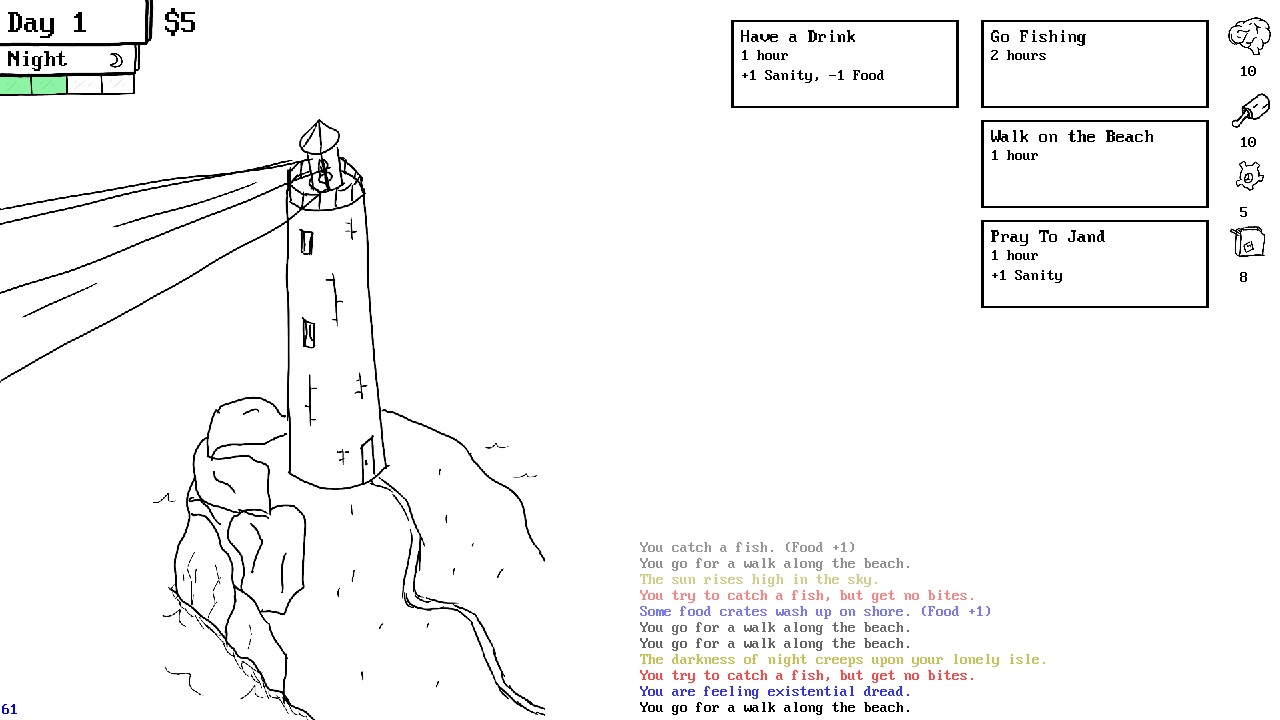 Day 1
$5
Night
Have a Drink
1 hour
+1 Sanity, -1 Food
Go Fishing
2 hours
Walk on the Beach
1 hour
Pray To Jand
1 hour
+1 Sanity
10
10
5
8
You catch a fish. (Food +1)
You go for a walk along the beach.
The sun rises high in the sky.
You try to catch a fish, but get no bites.
Some food crates wash up on shore. (Food +1)
You go for a walk along the beach.
You go for a walk along the beach.
The darkness of night creeps upon your lonely isle.
You try to catch a fish, but get no bites.
You are feeling existential dread.
You go for a walk along the beach.
61